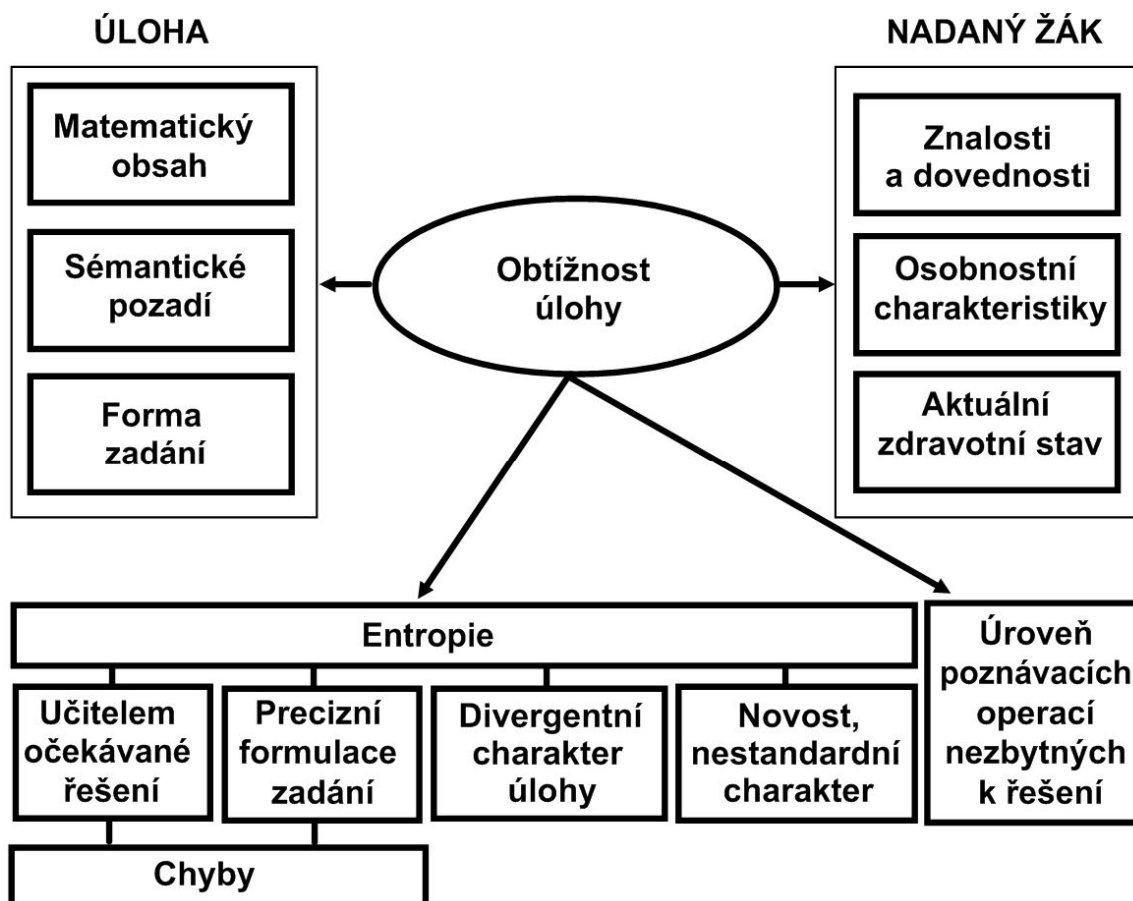 ÚLOHA
Matematický
obsah
Sémantické
pozadí
Forma
zadání
Obtížnost
úlohy
NADANÝ ŽÁK
Znalosti
a dovednosti
Osobnostní
charakteristiky
Aktuální
zdravotní stav
Entropie
Učitelem
očekávané
řešení
Precizní
formulace
zadání
Divergentní
charakter
úlohy
Novost,
nestandardní
charakter
Úroveň
poznávacích
operací
nezbytných
k řešení
Chyby